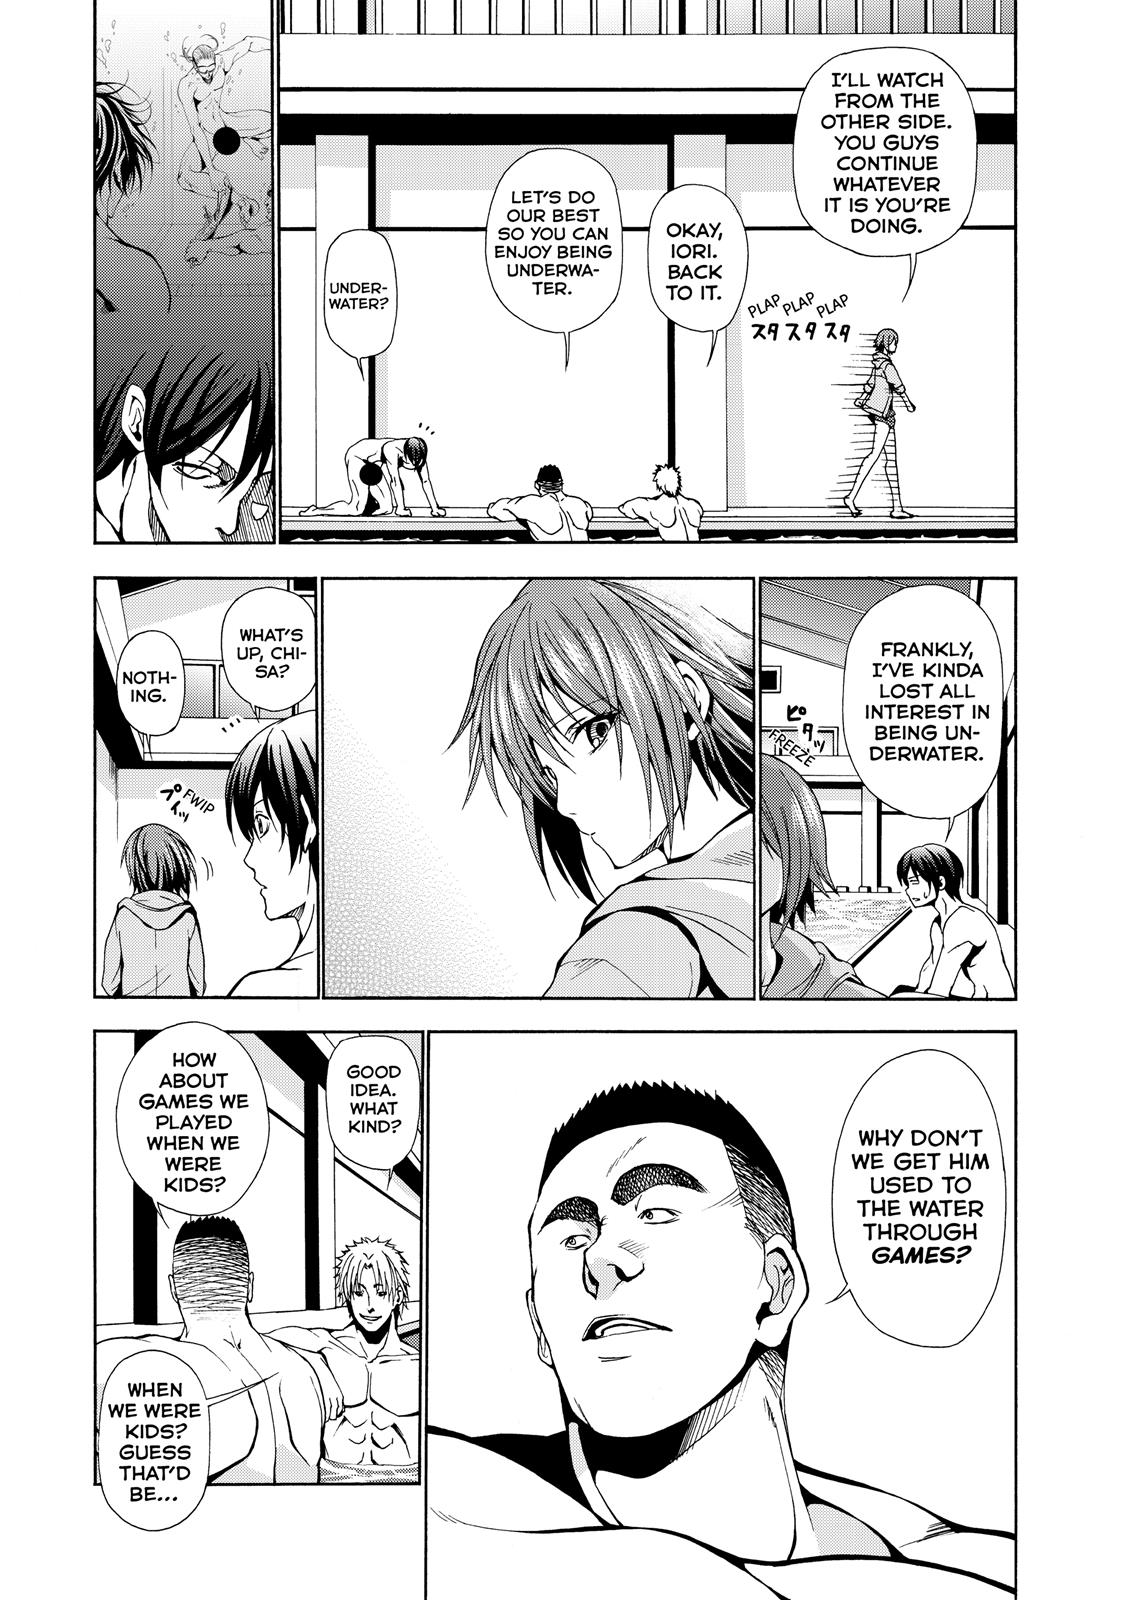 I'LL WATCH
FROM THE
OTHER SIDE.
YOU GUYS
CONTINUE
WHATEVER
IT IS YOU'RE
DOING.
PLAP PLAP PLAP
スタスタスタ
OKAY,
IORI.
BACK
TO IT.
LET'S DO
OUR BEST
SO YOU CAN
ENJOY BEING
UNDERWA-
TER.
UNDER-
WATER?
FRANKLY,
I'VE KINDA
LOST ALL
INTEREST IN
BEING UN-
DERWATER.
ピタッ
FREEZE
WHAT'S
UP, CHI-
SA?
NOTH-
ING.
プイッ
FWIP
WHY DON'T
WE GET HIM
USED TO
THE WATER
THROUGH
GAMES?
GOOD
IDEA.
WHAT
KIND?
HOW
ABOUT
GAMES WE
PLAYED
WHEN WE
WERE
KIDS?
WHEN
WE WERE
KIDS?
GUESS
THAT'D
BE...